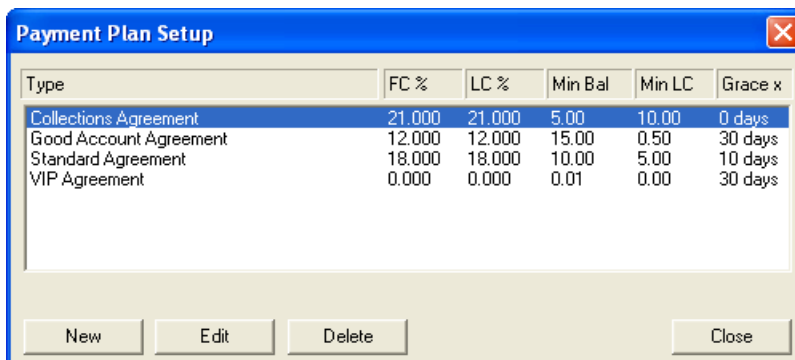 Payment Plan Setup
Type FC % LC % Min Bal Min LC Grace x
Collections Agreement 21.000 21.000 5.00 10.00 0 days
Good Account Agreement 12.000 12.000 15.00 0.50 30 days
Standard Agreement 18.000 18.000 10.00 5.00 10 days
VIP Agreement 0.000 0.000 0.01 0.00 30 days
New Edit Delete Close